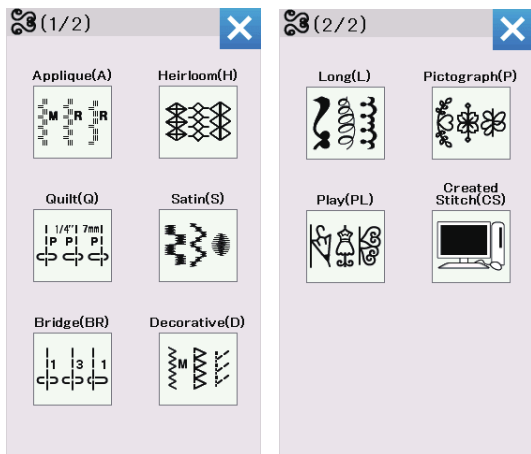 (1/2)
Applique(A) Heirloom(H)
M R R
Quilt(Q) Satin(S)
1/4" 7mm
P P P
Bridge(BR) Decorative(D)
1 3 1
M
(2/2)
Long(L) Pictograph(P)
Play(PL) Created
Stitch(CS)